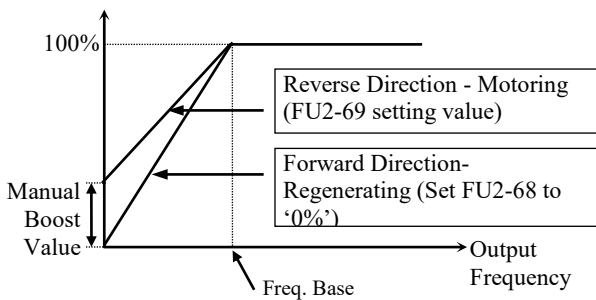 100%
Reverse Direction - Motoring
(FU2-69 setting value)
Forward Direction-
Regenerating (Set FU2-68 to
‘0%’)
Manual
Boost
Value
Output
Frequency
Freq. Base